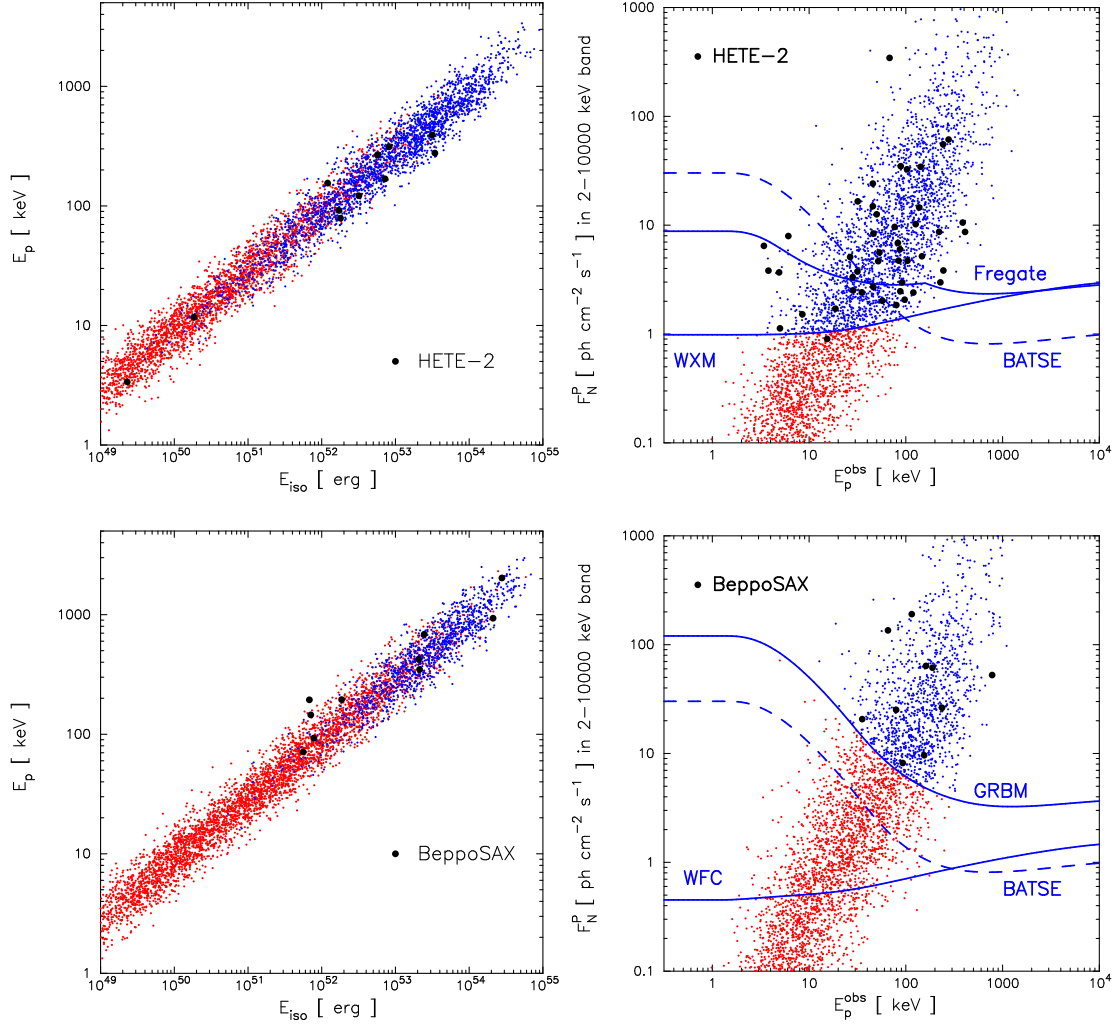 1000
100
10
1
E_p [ keV ]
HETE−2
10^49 10^50 10^51 10^52 10^53 10^54 10^55
E_iso [ erg ]
1000
100
10
1
0.1
F_N^P [ ph cm^−2 s^−1 ] in 2−10000 keV band
HETE−2
Fregate
WXM
BATSE
1 10 100 1000 10^4
E_p^obs [ keV ]
1000
100
10
1
E_p [ keV ]
BeppoSAX
10^49 10^50 10^51 10^52 10^53 10^54 10^55
E_iso [ erg ]
1000
100
10
1
0.1
F_N^P [ ph cm^−2 s^−1 ] in 2−10000 keV band
BeppoSAX
GRBM
WFC
BATSE
1 10 100 1000 10^4
E_p^obs [ keV ]